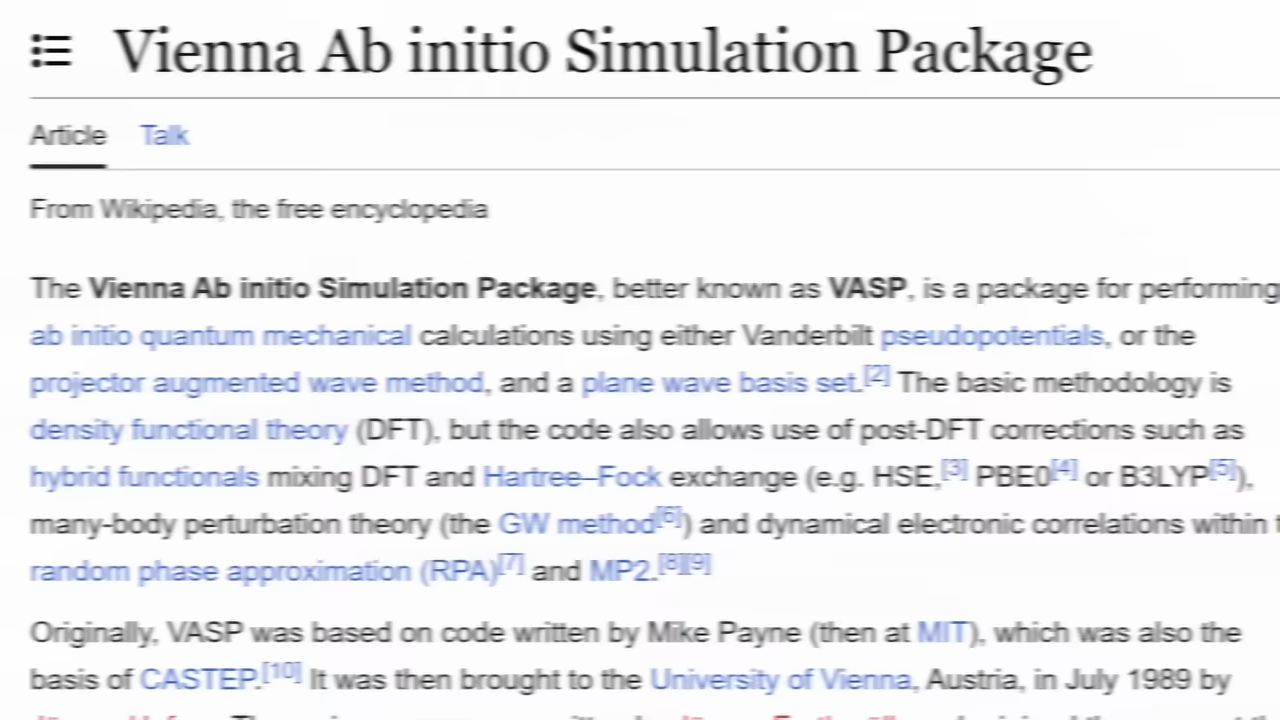 Vienna Ab initio Simulation Package
Article Talk
From Wikipedia, the free encyclopedia
The Vienna Ab initio Simulation Package, better known as VASP, is a package for performing
ab initio quantum mechanical calculations using either Vanderbilt pseudopotentials, or the
projector augmented wave method, and a plane wave basis set.[2] The basic methodology is
density functional theory (DFT), but the code also allows use of post-DFT corrections such as
hybrid functionals mixing DFT and Hartree–Fock exchange (e.g. HSE,[3] PBE0[4] or B3LYP[5]),
many-body perturbation theory (the GW method[6]) and dynamical electronic correlations within
random phase approximation (RPA)[7] and MP2.[8][9]
Originally, VASP was based on code written by Mike Payne (then at MIT), which was also the
basis of CASTEP.[10] It was then brought to the University of Vienna, Austria, in July 1989 by